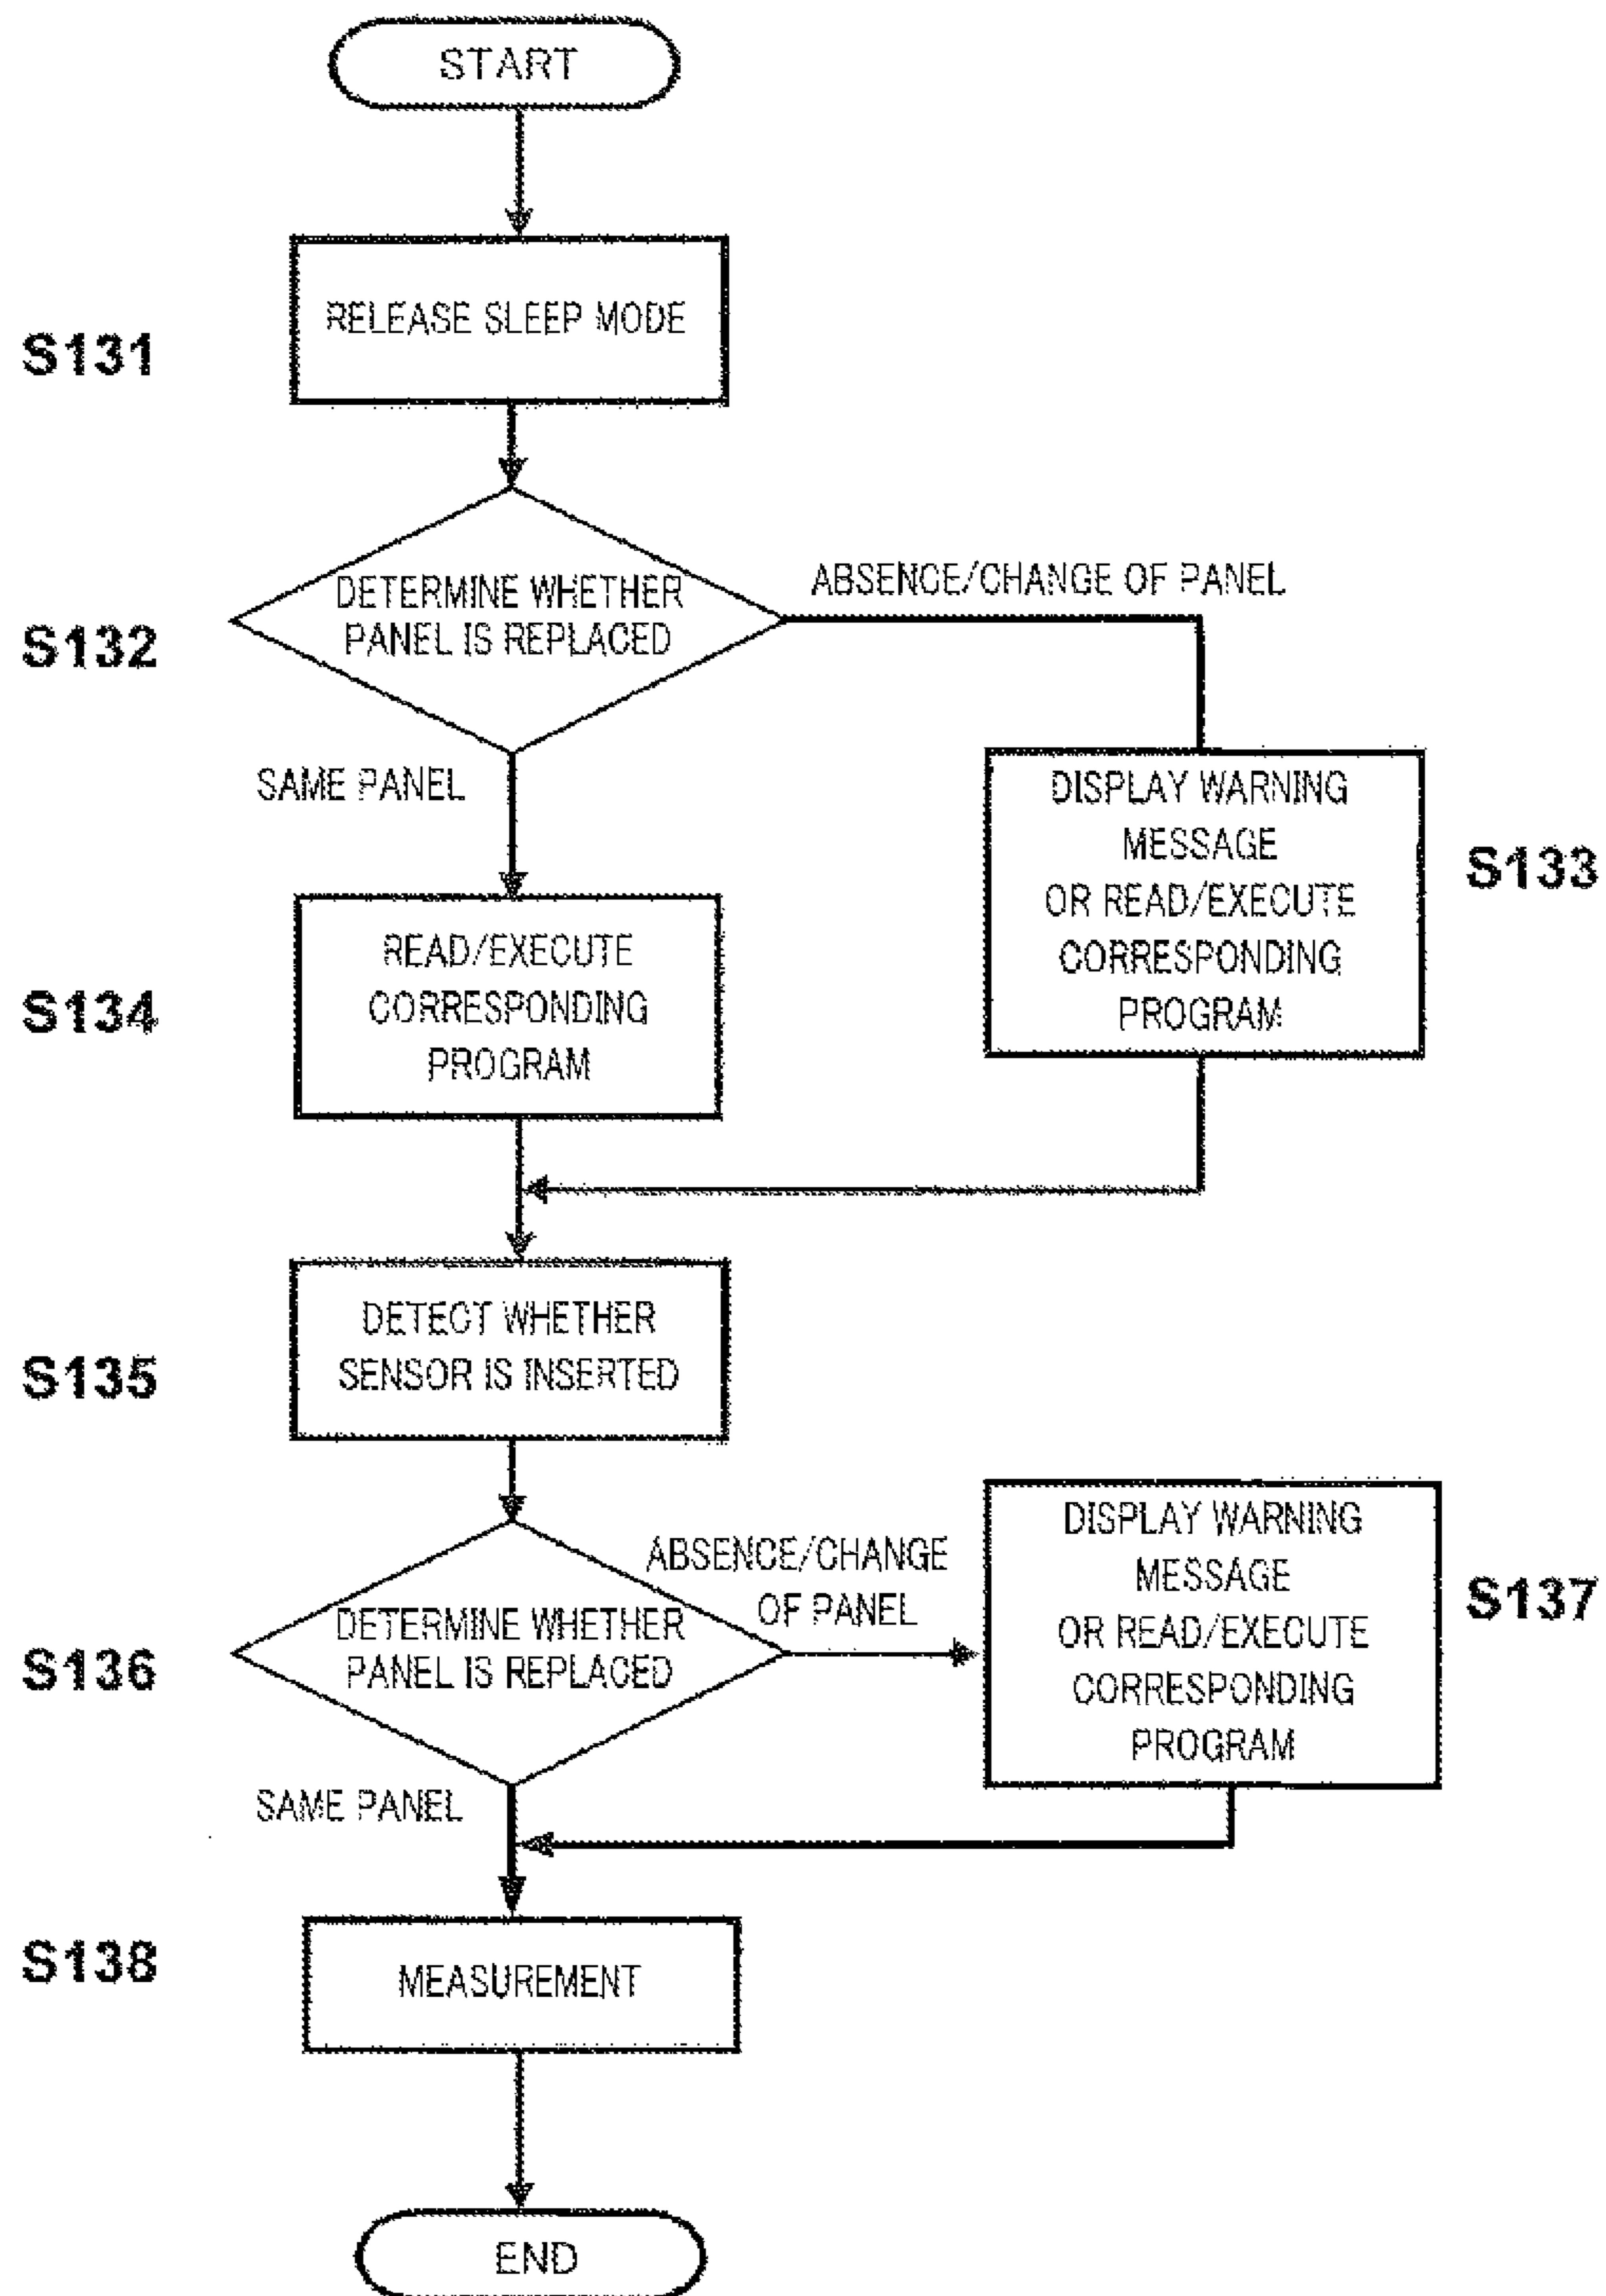 START
S131
RELEASE SLEEP MODE
S132
DETERMINE WHETHER
PANEL IS REPLACED
ABSENCE/CHANGE OF PANEL
SAME PANEL
DISPLAY WARNING
MESSAGE
OR READ/EXECUTE
CORRESPONDING
PROGRAM
S133
S134
READ/EXECUTE
CORRESPONDING
PROGRAM
S135
DETECT WHETHER
SENSOR IS INSERTED
S136
DETERMINE WHETHER
PANEL IS REPLACED
ABSENCE/CHANGE
OF PANEL
DISPLAY WARNING
MESSAGE
OR READ/EXECUTE
CORRESPONDING
PROGRAM
S137
SAME PANEL
S138
MEASUREMENT
END